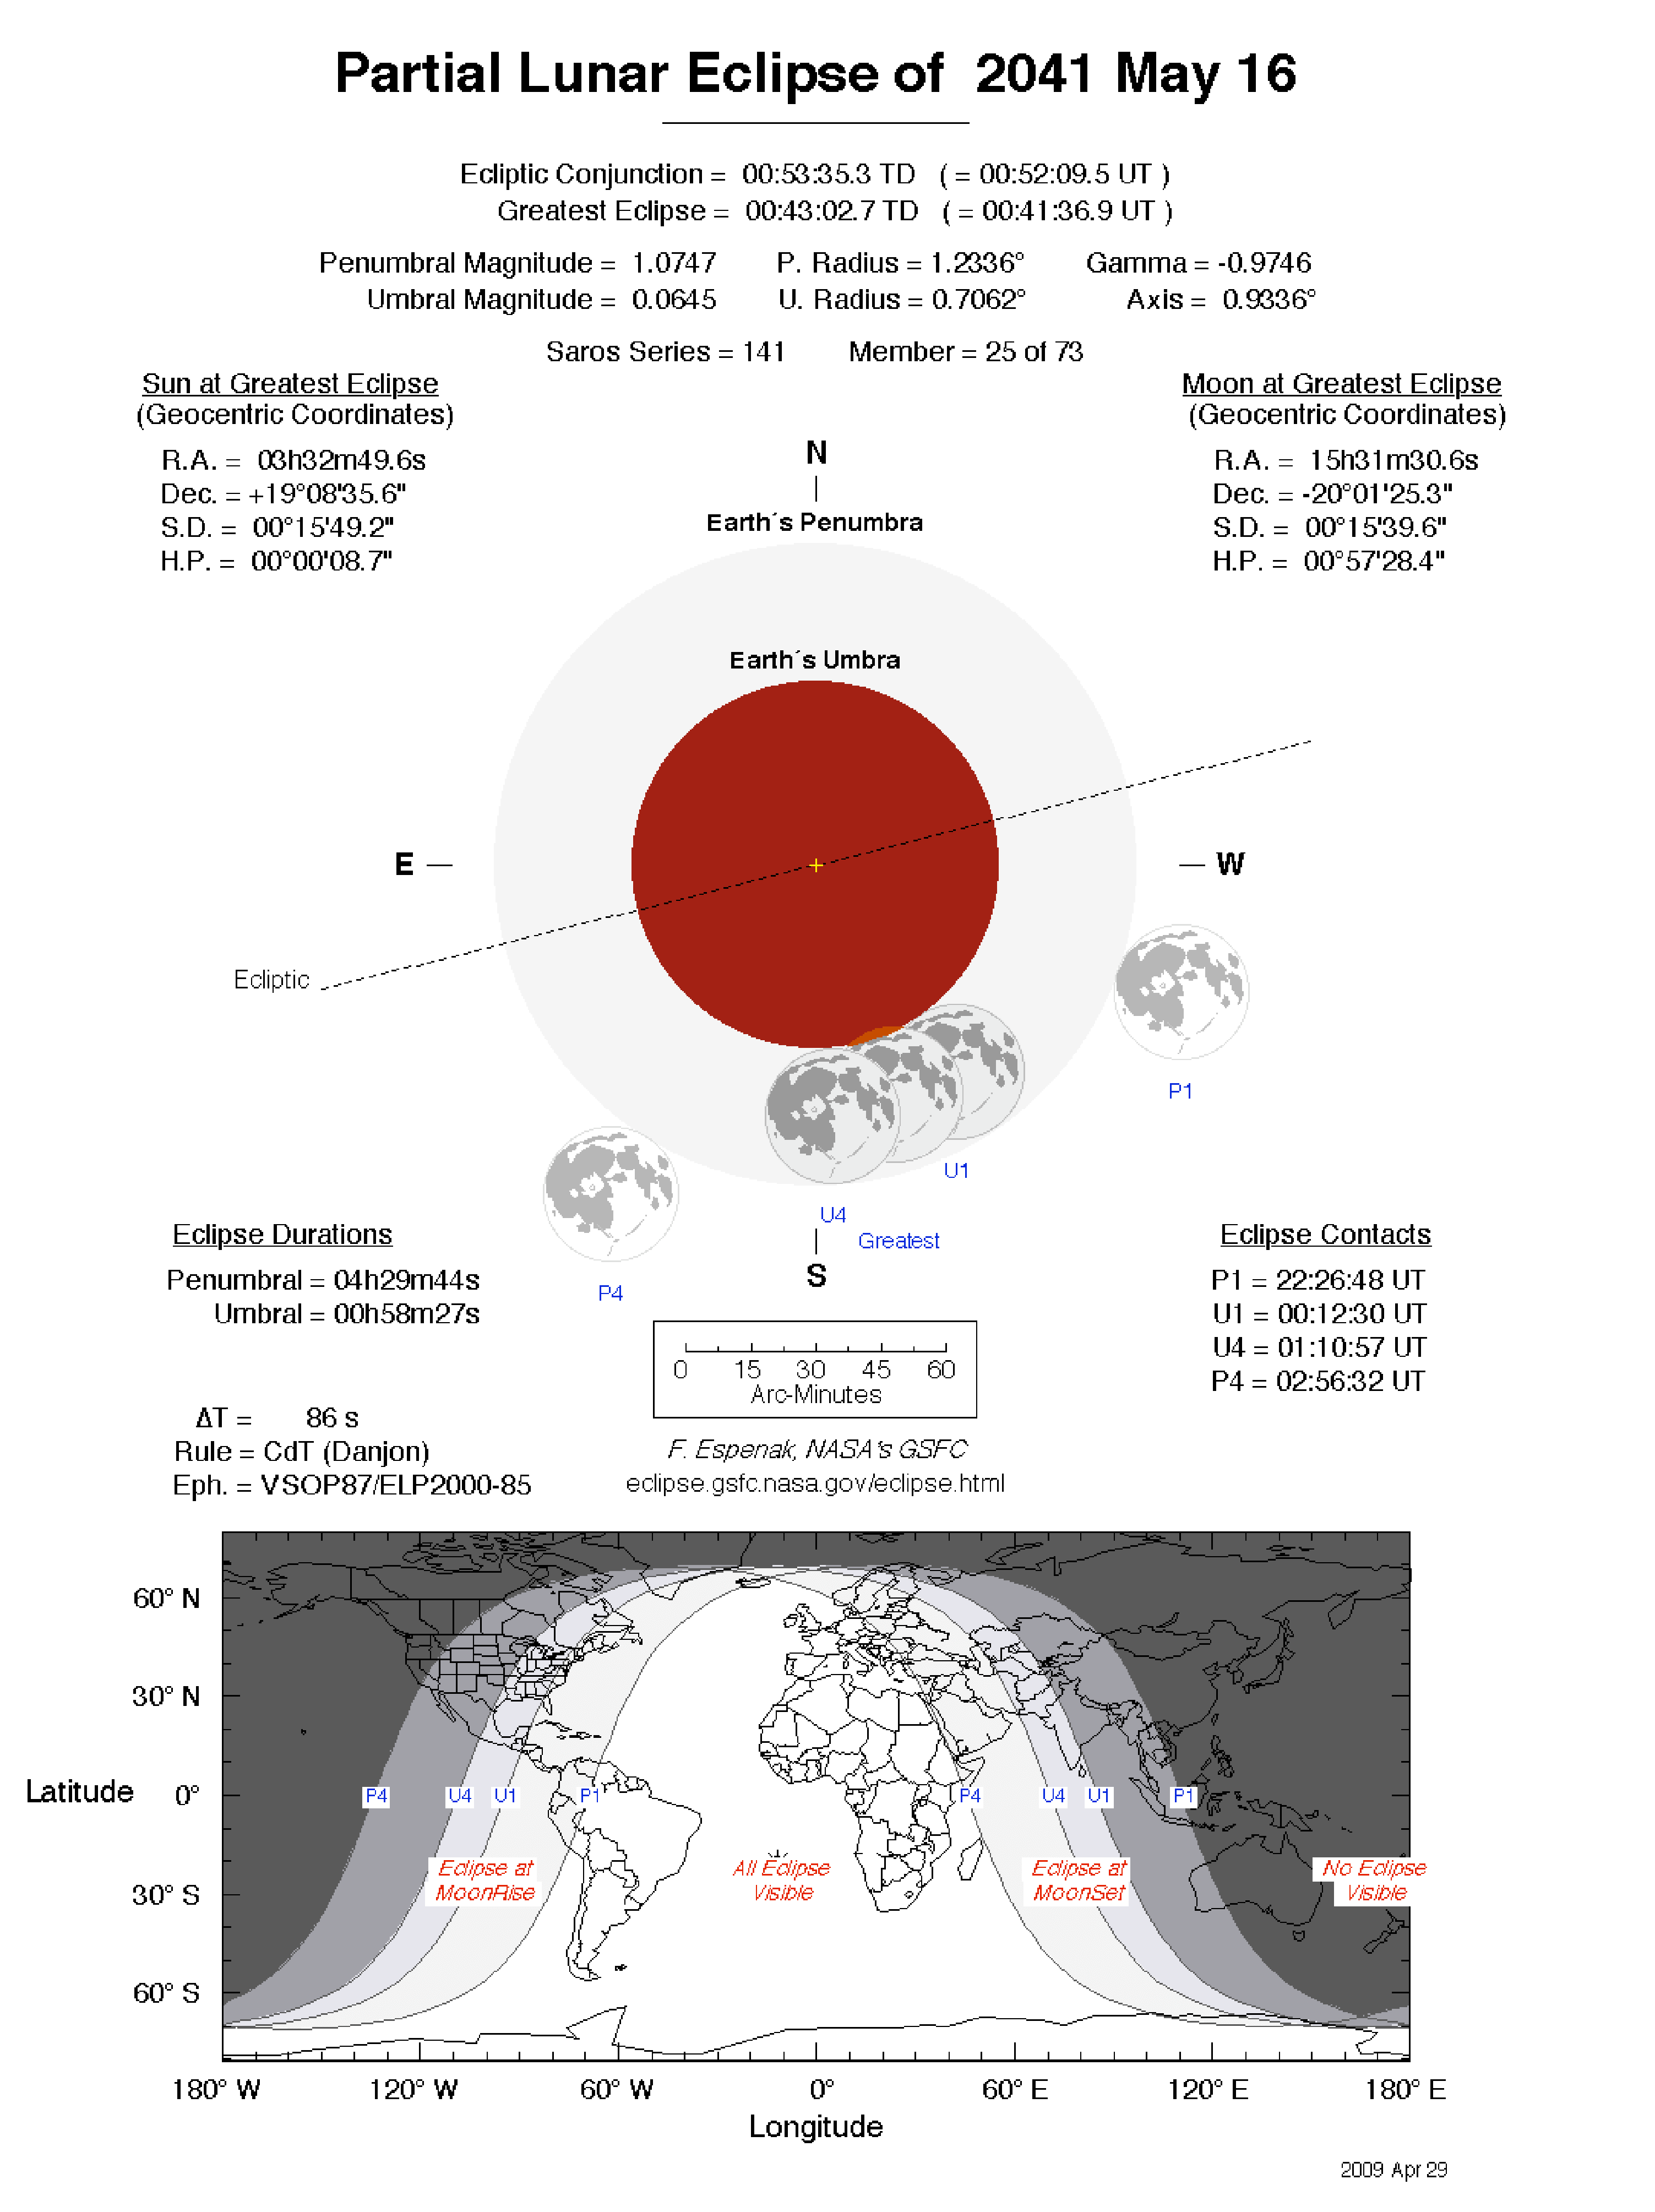 Partial Lunar Eclipse of 2041 May 16
Ecliptic Conjunction = 00:53:35.3 TD ( = 00:52:09.5 UT )
Greatest Eclipse = 00:43:02.7 TD ( = 00:41:36.9 UT )
Penumbral Magnitude = 1.0747 P. Radius = 1.2336° Gamma = -0.9746
Umbral Magnitude = 0.0645 U. Radius = 0.7062° Axis = 0.9336°
Saros Series = 141 Member = 25 of 73
Sun at Greatest Eclipse
(Geocentric Coordinates)
R.A. = 03h32m49.6s
Dec. = +19°08'35.6"
S.D. = 00°15'49.2"
H.P. = 00°00'08.7"
Moon at Greatest Eclipse
(Geocentric Coordinates)
R.A. = 15h31m30.6s
Dec. = -20°01'25.3"
S.D. = 00°15'39.6"
H.P. = 00°57'28.4"
N
Earth´s Penumbra
Earth´s Umbra
E
W
Ecliptic
P1
U1
U4
Greatest
S
P4
Eclipse Durations
Penumbral = 04h29m44s
Umbral = 00h58m27s
Eclipse Contacts
P1 = 22:26:48 UT
U1 = 00:12:30 UT
U4 = 01:10:57 UT
P4 = 02:56:32 UT
0 15 30 45 60
Arc-Minutes
ΔT = 86 s
Rule = CdT (Danjon)
Eph. = VSOP87/ELP2000-85
F. Espenak, NASA's GSFC
eclipse.gsfc.nasa.gov/eclipse.html
60° N
30° N
Latitude 0°
30° S
60° S
P4 U4 U1 P1 P4 U4 U1 P1
Eclipse at
MoonRise
All Eclipse
Visible
Eclipse at
MoonSet
No Eclipse
Visible
180° W 120° W 60° W 0° 60° E 120° E 180° E
Longitude
2009 Apr 29